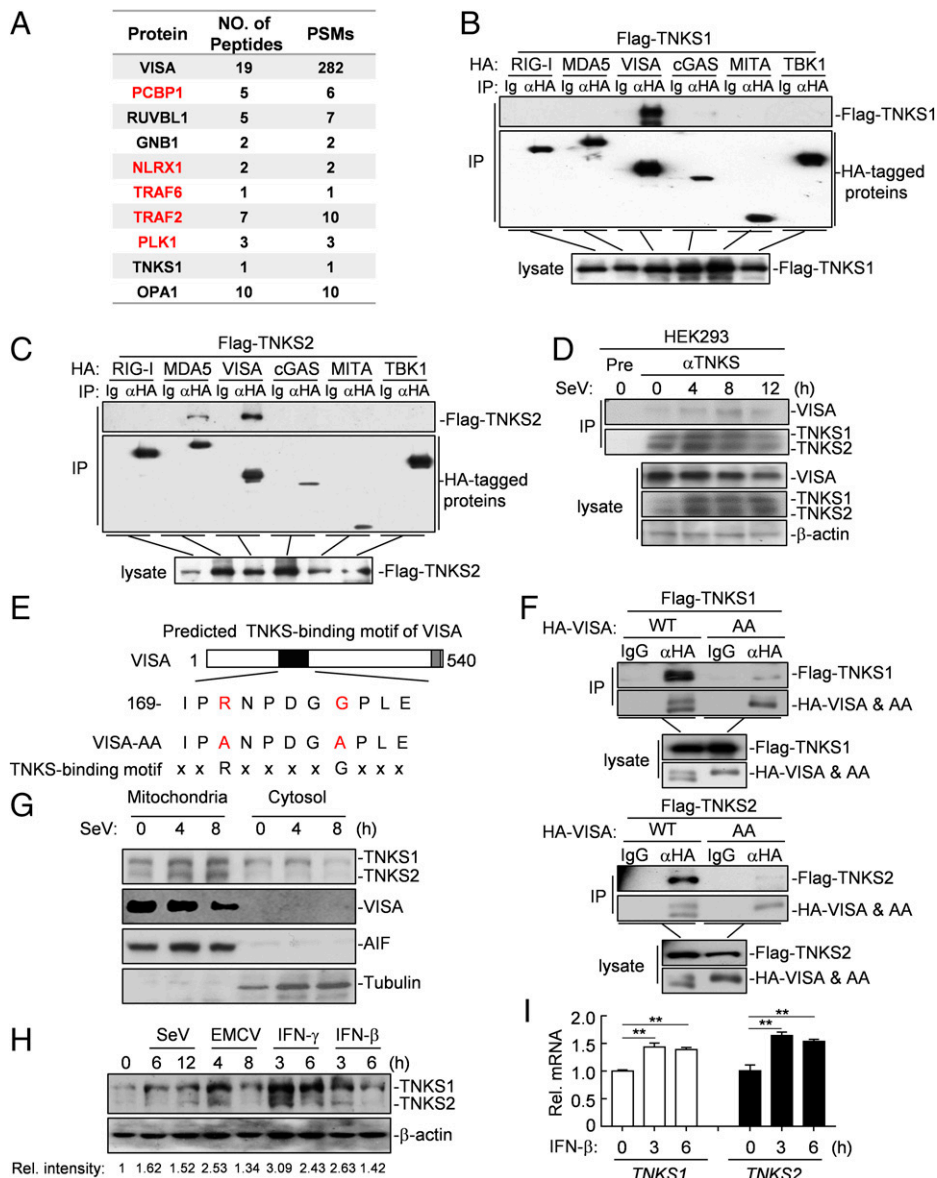 A
Protein NO. of Peptides PSMs
VISA 19 282
PCBP1 5 6
RUVBL1 5 7
GNB1 2 2
NLRX1 2 2
TRAF6 1 1
TRAF2 7 10
PLK1 3 3
TNKS1 1 1
OPA1 10 10
B
Flag-TNKS1
HA: RIG-I MDA5 VISA cGAS MITA TBK1
IP: Ig αHA Ig αHA Ig αHA Ig αHA Ig αHA Ig αHA
IP
-Flag-TNKS1
-HA-tagged
proteins
lysate -Flag-TNKS1
C
Flag-TNKS2
HA: RIG-I MDA5 VISA cGAS MITA TBK1
IP: Ig αHA Ig αHA Ig αHA Ig αHA Ig αHA Ig αHA
IP
-Flag-TNKS2
-HA-tagged
proteins
lysate -Flag-TNKS2
D
HEK293
Pre αTNKS
SeV: 0 0 4 8 12 (h)
IP
-VISA
-TNKS1
-TNKS2
lysate
-VISA
-TNKS1
-TNKS2
-β-actin
E
Predicted TNKS-binding motif of VISA
VISA 1 540
169- I P R N P D G G P L E
VISA-AA I P A N P D G A P L E
TNKS-binding motif x x R x x x x G x x x
F
Flag-TNKS1
HA-VISA: WT AA
IgG αHA IgG αHA
IP
-Flag-TNKS1
-HA-VISA & AA
lysate
-Flag-TNKS1
-HA-VISA & AA
Flag-TNKS2
HA-VISA: WT AA
IgG αHA IgG αHA
IP
-Flag-TNKS2
-HA-VISA & AA
lysate
-Flag-TNKS2
-HA-VISA & AA
G
Mitochondria Cytosol
SeV: 0 4 8 0 4 8 (h)
-TNKS1
-TNKS2
-VISA
-AIF
-Tubulin
H
SeV EMCV IFN-γ IFN-β
0 6 12 4 8 3 6 3 6 (h)
-TNKS1
-TNKS2
-β-actin
Rel. intensity: 1 1.62 1.52 2.53 1.34 3.09 2.43 2.63 1.42
I
Rel. mRNA
2.0
1.5
1.0
0
** ** ** **
IFN-β: 0 3 6 0 3 6 (h)
TNKS1 TNKS2